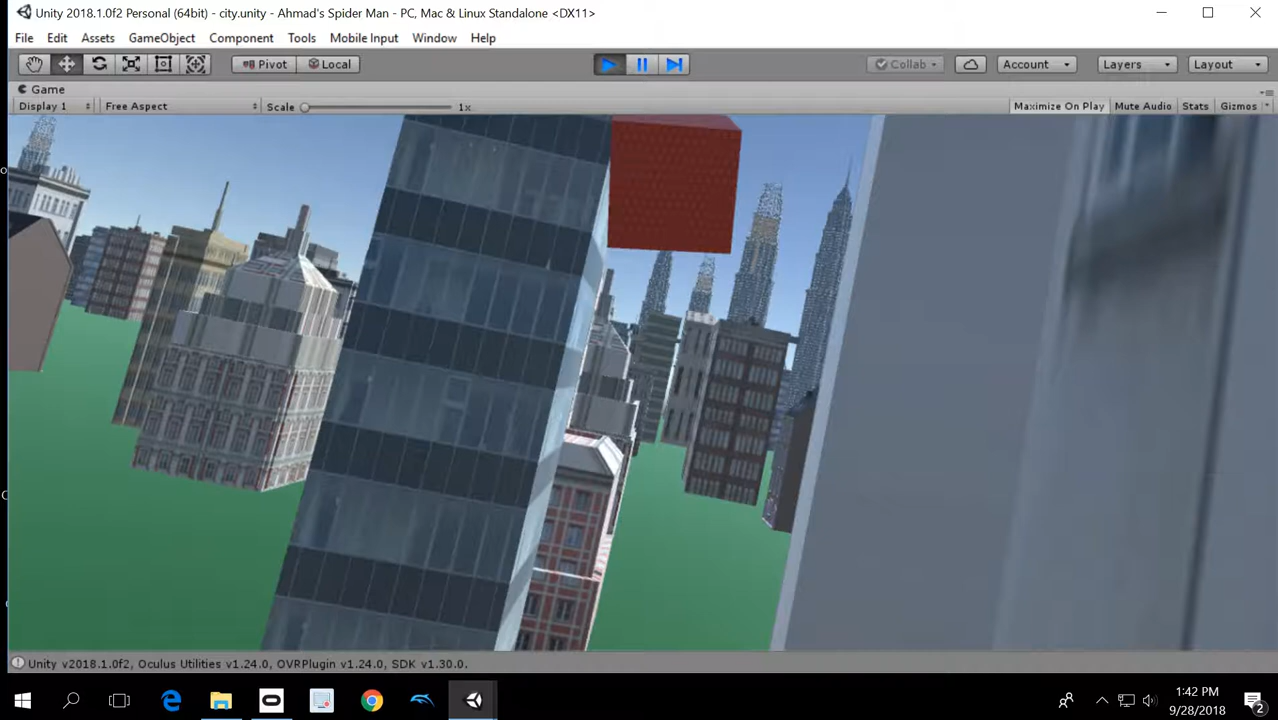 Unity 2018.1.0f2 Personal (64bit) - city.unity - Ahmad's Spider Man - PC, Mac & Linux Standalone <DX11>
File Edit Assets GameObject Component Tools Mobile Input Window Help
Pivot Local Collab Account Layers Layout
Game
Display 1 Free Aspect Scale 1x Maximize On Play Mute Audio Stats Gizmos
Unity v2018.1.0f2, Oculus Utilities v1.24.0, OVRPlugin v1.24.0, SDK v1.30.0.
1:42 PM
9/28/2018
2